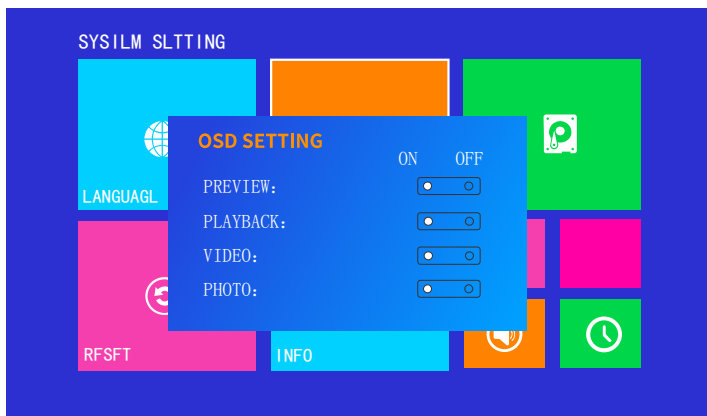 SYSILM SLTTING
OSD SETTING
ON OFF
PREVIEW:
LANGUAGL
PLAYBACK:
VIDEO:
PHOTO:
RFSFT
INFO